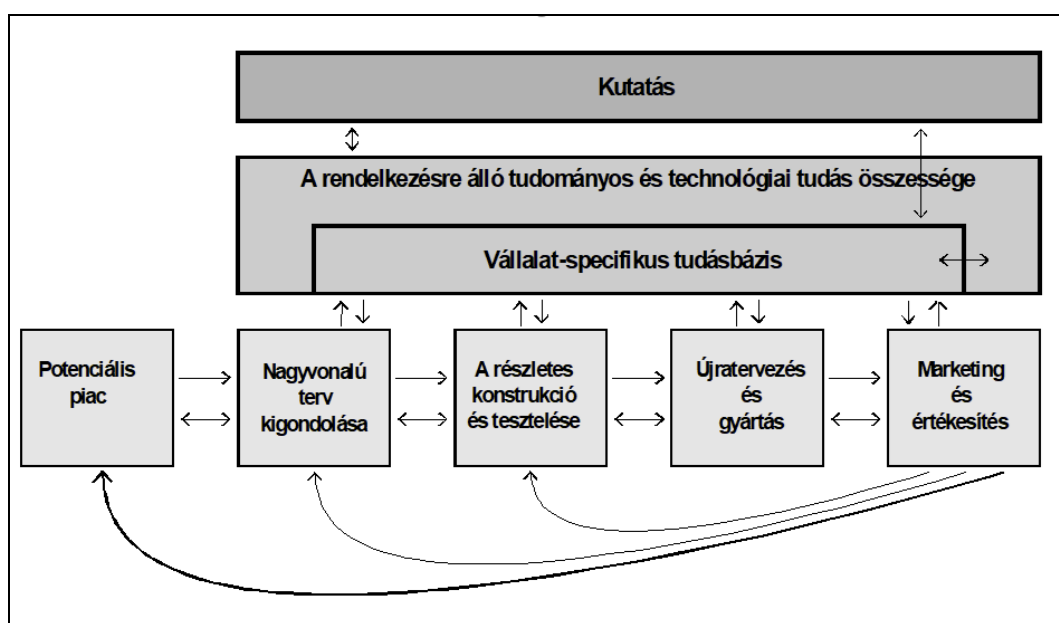 Kutatás
A rendelkezésre álló tudományos és technológiai tudás összessége
Vállalat-specifikus tudásbázis
Potenciális
piac
Nagyvonalú
terv
kigondolása
A részletes
konstrukció
és tesztelése
Újratervezés
és
gyártás
Marketing
és
értékesítés